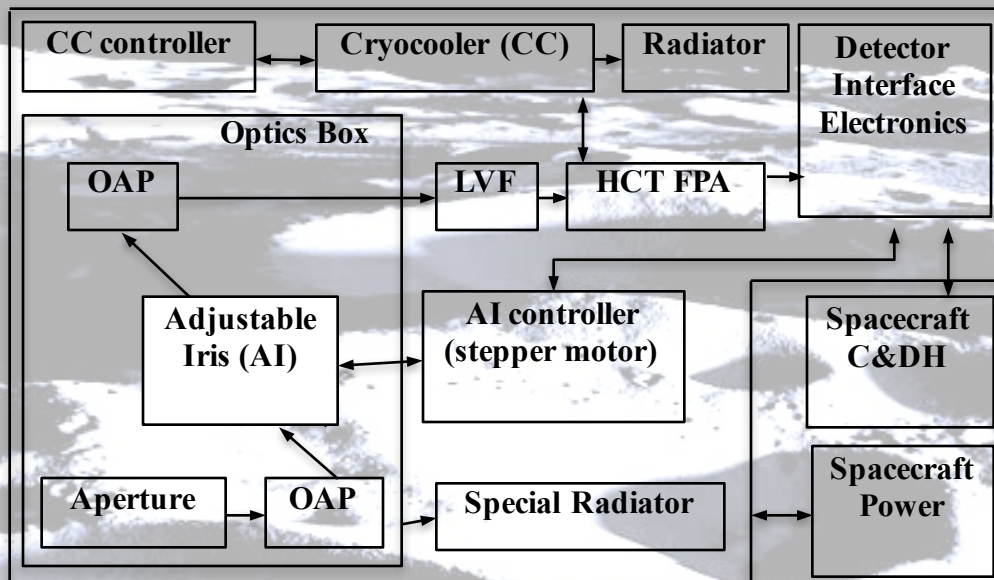 CC controller
Cryocooler (CC)
Radiator
Detector
Interface
Electronics
Optics Box
OAP
LVF
HCT FPA
Adjustable
Iris (AI)
AI controller
(stepper motor)
Spacecraft
C&DH
Aperture
OAP
Special Radiator
Spacecraft
Power